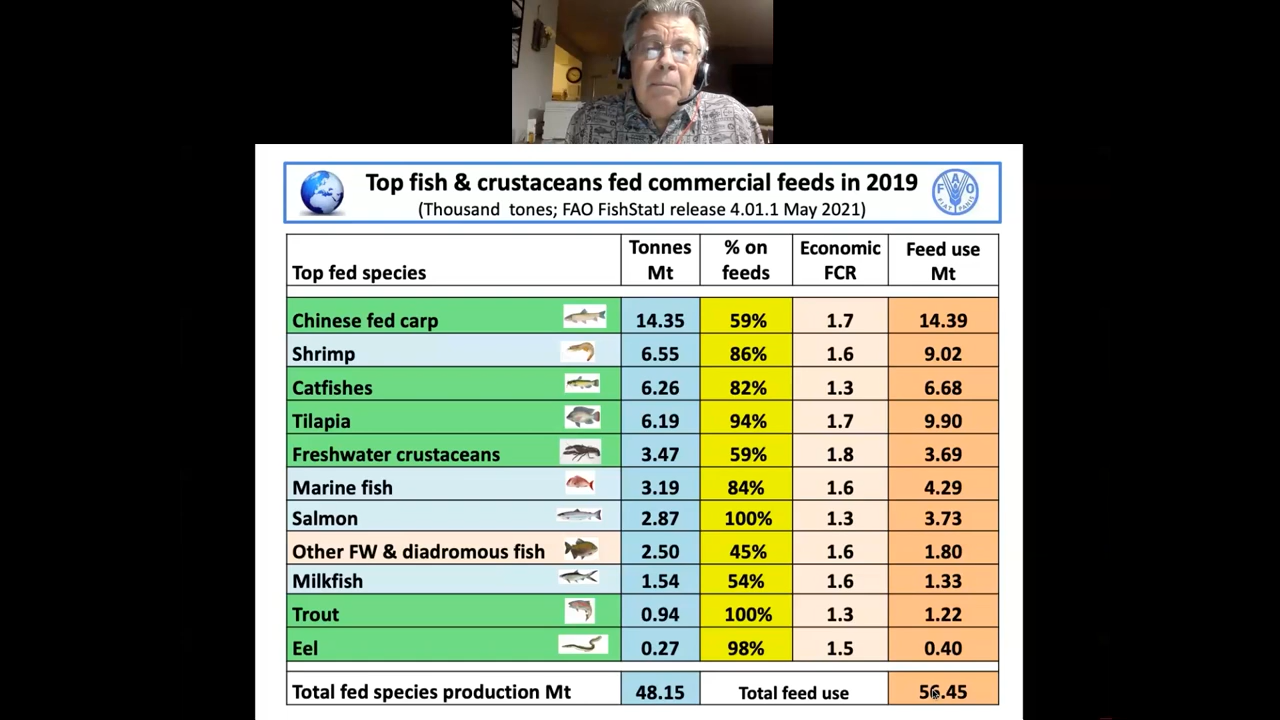 Top fish & crustaceans fed commercial feeds in 2019
(Thousand tones; FAO FishStatJ release 4.01.1 May 2021)
F A O
FIAT PANIS
Top fed species Tonnes Mt % on feeds Economic FCR Feed use Mt
Chinese fed carp 14.35 59% 1.7 14.39
Shrimp 6.55 86% 1.6 9.02
Catfishes 6.26 82% 1.3 6.68
Tilapia 6.19 94% 1.7 9.90
Freshwater crustaceans 3.47 59% 1.8 3.69
Marine fish 3.19 84% 1.6 4.29
Salmon 2.87 100% 1.3 3.73
Other FW & diadromous fish 2.50 45% 1.6 1.80
Milkfish 1.54 54% 1.6 1.33
Trout 0.94 100% 1.3 1.22
Eel 0.27 98% 1.5 0.40
Total fed species production Mt 48.15 Total feed use 56.45